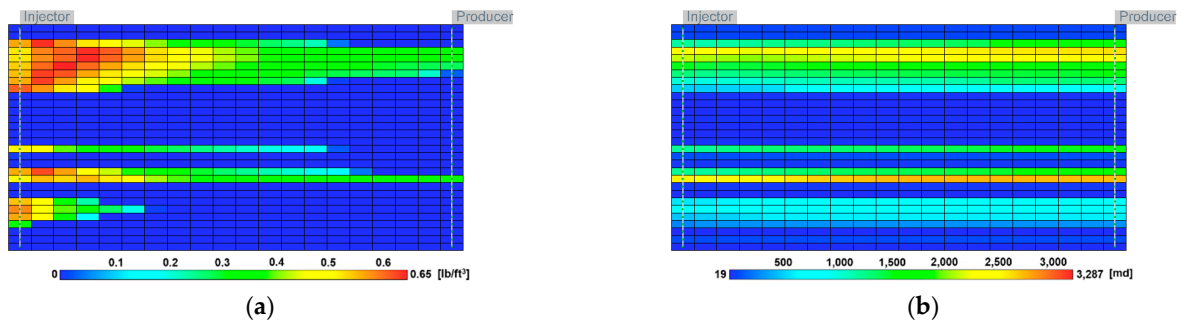 Injector
Producer
Injector
Producer
0.1 0.2 0.3 0.4 0.5 0.6
0 0.65 [lb/ft³]
500 1,000 1,500 2,000 2,500 3,000
19 3,287 [md]
(a)
(b)